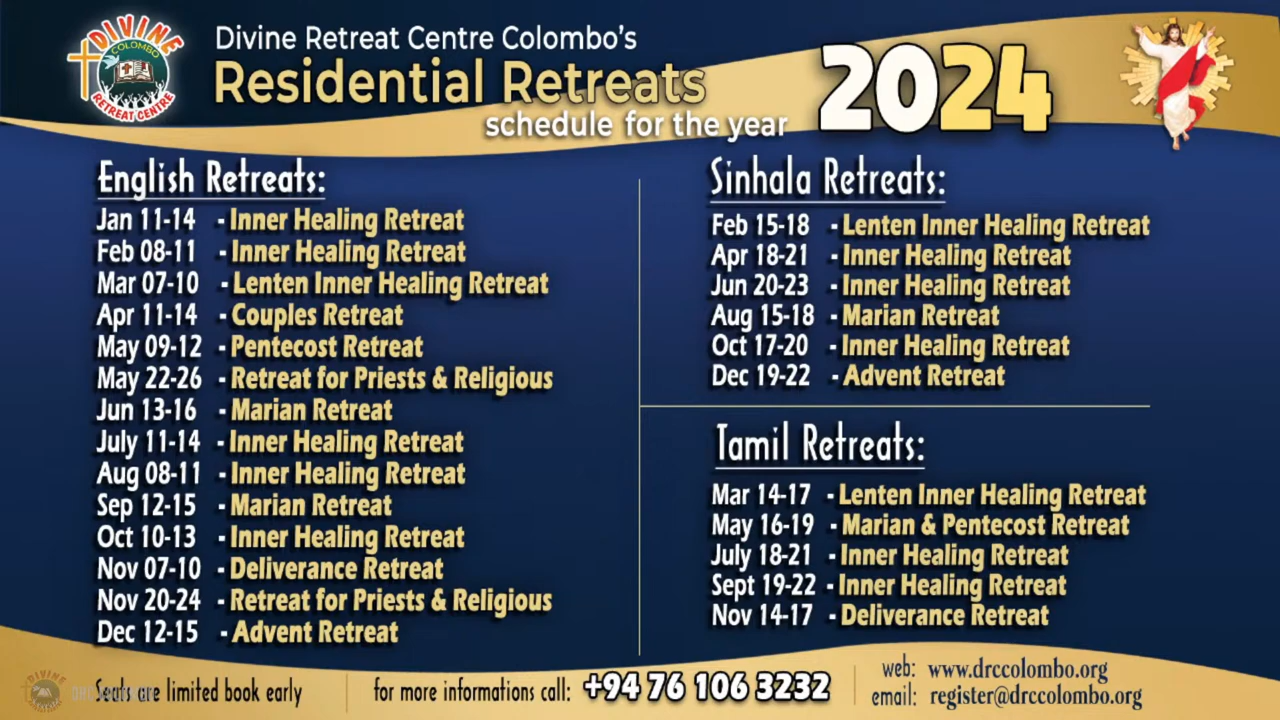 DIVINE
COLOMBO
RETREAT CENTRE
Divine Retreat Centre Colombo's
Residential Retreats
schedule for the year
2024
English Retreats:
Jan 11-14 - Inner Healing Retreat
Feb 08-11 - Inner Healing Retreat
Mar 07-10 - Lenten Inner Healing Retreat
Apr 11-14 - Couples Retreat
May 09-12 - Pentecost Retreat
May 22-26 - Retreat for Priests & Religious
Jun 13-16 - Marian Retreat
July 11-14 - Inner Healing Retreat
Aug 08-11 - Inner Healing Retreat
Sep 12-15 - Marian Retreat
Oct 10-13 - Inner Healing Retreat
Nov 07-10 - Deliverance Retreat
Nov 20-24 - Retreat for Priests & Religious
Dec 12-15 - Advent Retreat
Sinhala Retreats:
Feb 15-18 - Lenten Inner Healing Retreat
Apr 18-21 - Inner Healing Retreat
Jun 20-23 - Inner Healing Retreat
Aug 15-18 - Marian Retreat
Oct 17-20 - Inner Healing Retreat
Dec 19-22 - Advent Retreat
Tamil Retreats:
Mar 14-17 - Lenten Inner Healing Retreat
May 16-19 - Marian & Pentecost Retreat
July 18-21 - Inner Healing Retreat
Sept 19-22 - Inner Healing Retreat
Nov 14-17 - Deliverance Retreat
DIVINE
Seats are limited book early
for more informations call: +94 76 106 3232
web: www.drccolombo.org
email: register@drccolombo.org